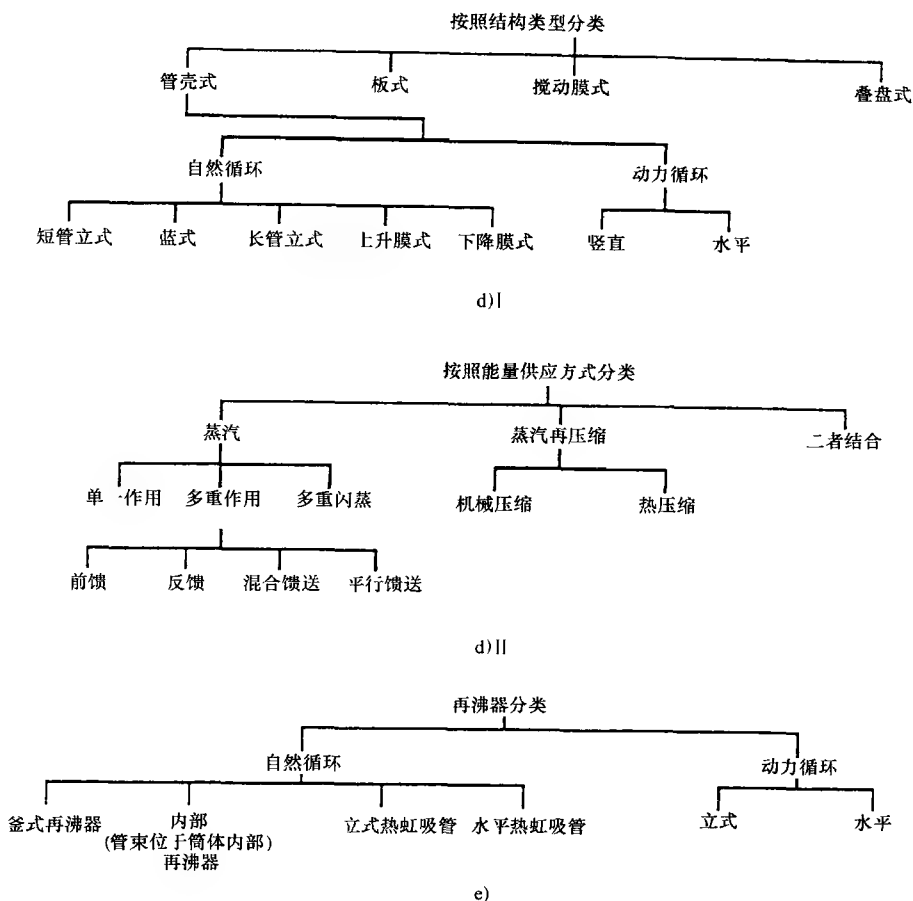 按照结构类型分类
管壳式 板式 搅动膜式 叠盘式
自然循环 动力循环
短管立式 蓝式 长管立式 上升膜式 下降膜式 竖直 水平
d)I
按照能量供应方式分类
蒸汽 蒸汽再压缩 二者结合
单一作用 多重作用 多重闪蒸 机械压缩 热压缩
前馈 反馈 混合馈送 平行馈送
d)II
再沸器分类
自然循环 动力循环
釜式再沸器 内部 立式热虹吸管 水平热虹吸管 立式 水平
(管束位于筒体内部)
再沸器
e)